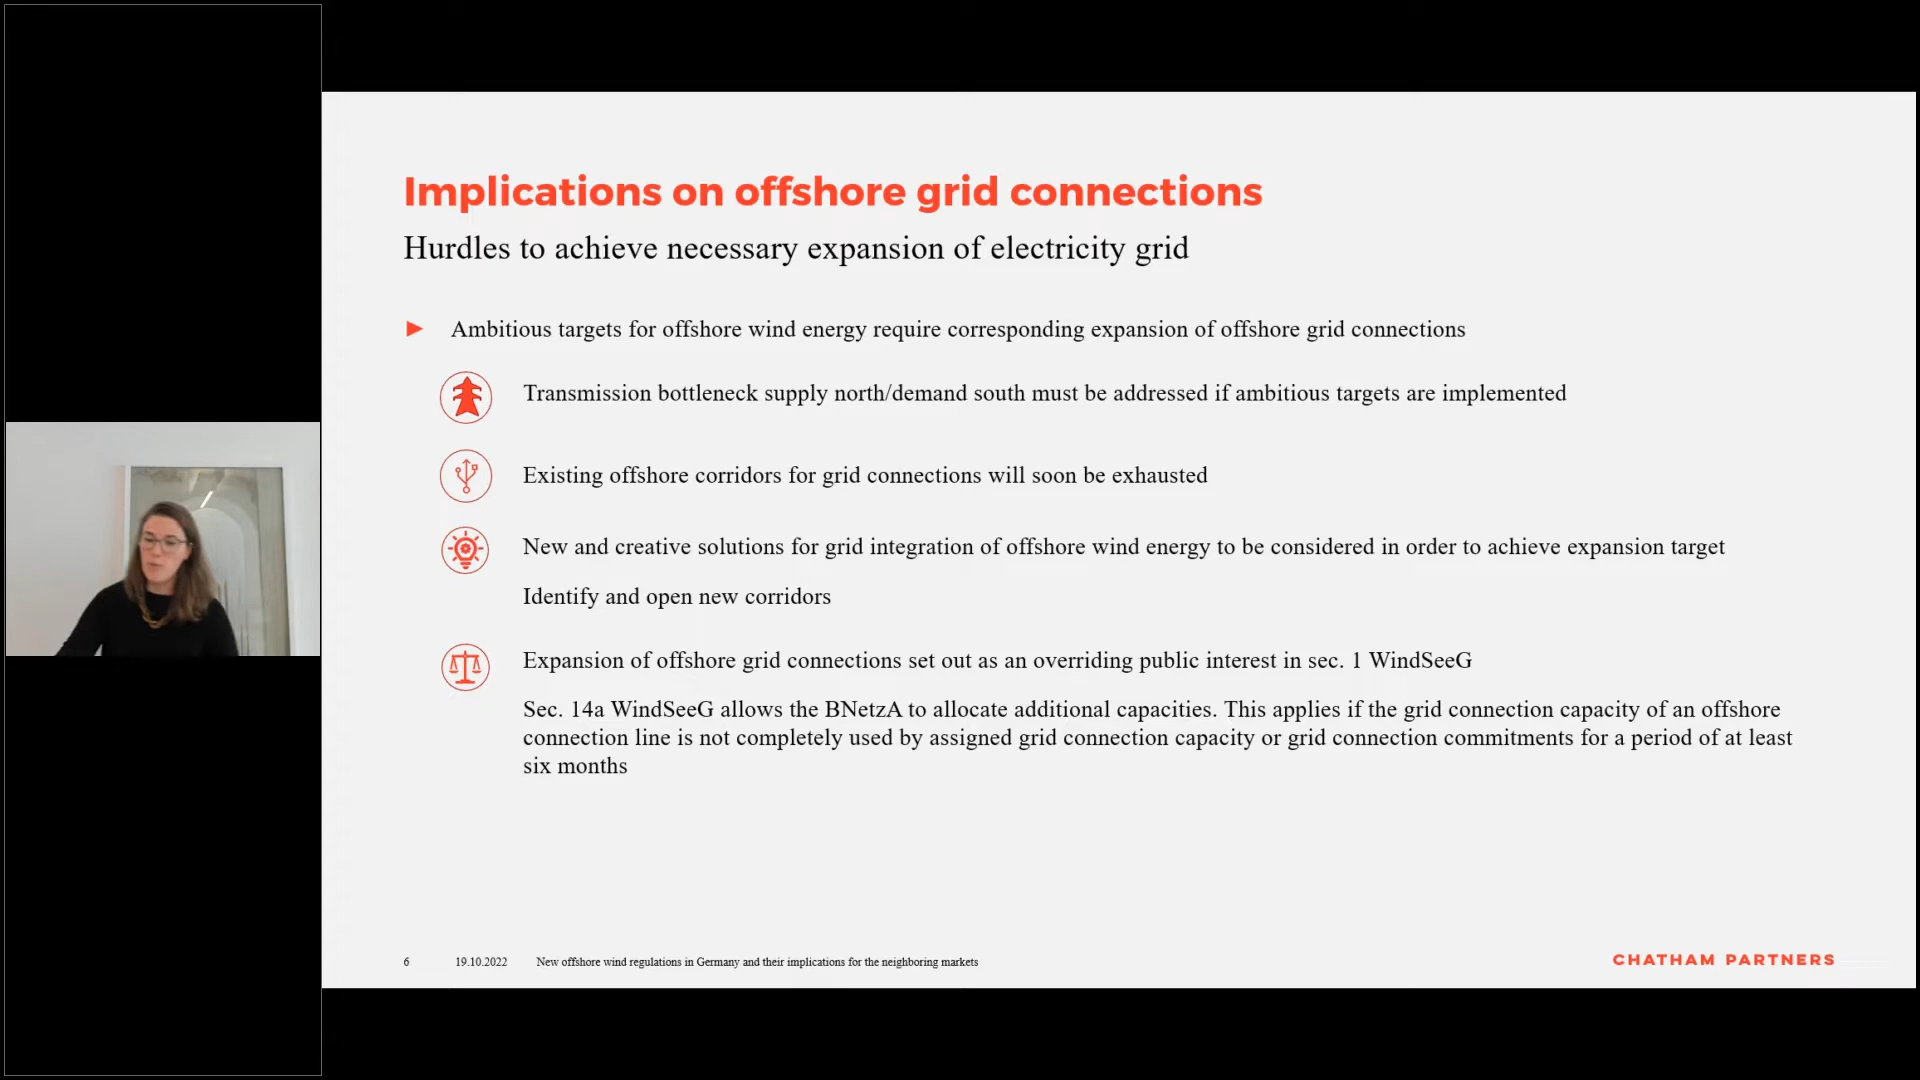 Implications on offshore grid connections
Hurdles to achieve necessary expansion of electricity grid
Ambitious targets for offshore wind energy require corresponding expansion of offshore grid connections
Transmission bottleneck supply north/demand south must be addressed if ambitious targets are implemented
Existing offshore corridors for grid connections will soon be exhausted
New and creative solutions for grid integration of offshore wind energy to be considered in order to achieve expansion target
Identify and open new corridors
Expansion of offshore grid connections set out as an overriding public interest in sec. 1 WindSeeG
Sec. 14a WindSeeG allows the BNetzA to allocate additional capacities. This applies if the grid connection capacity of an offshore
connection line is not completely used by assigned grid connection capacity or grid connection commitments for a period of at least
six months
6 19.10.2022 New offshore wind regulations in Germany and their implications for the neighboring markets
CHATHAM PARTNERS